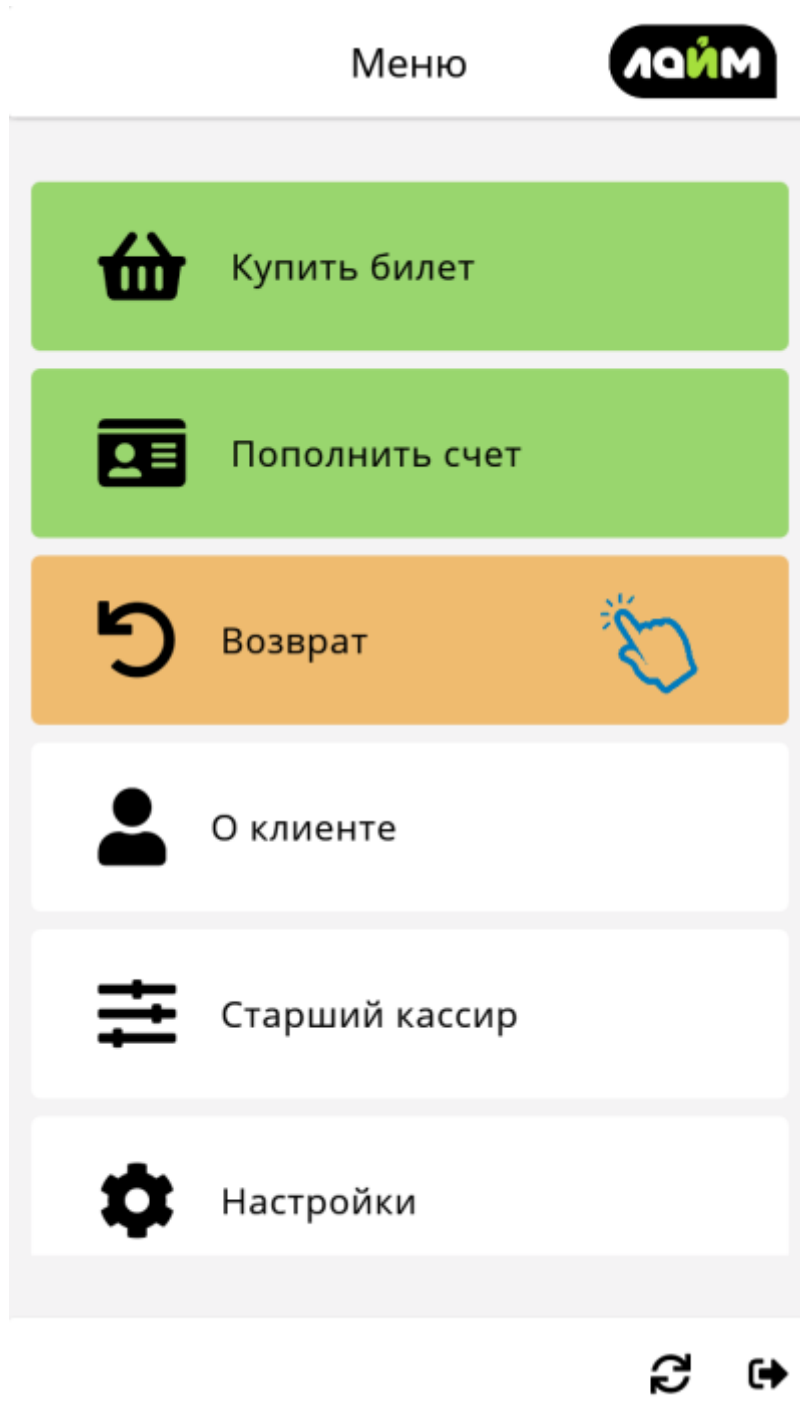 Меню
лайм
Купить билет
Пополнить счет
Возврат
О клиенте
Старший кассир
Настройки